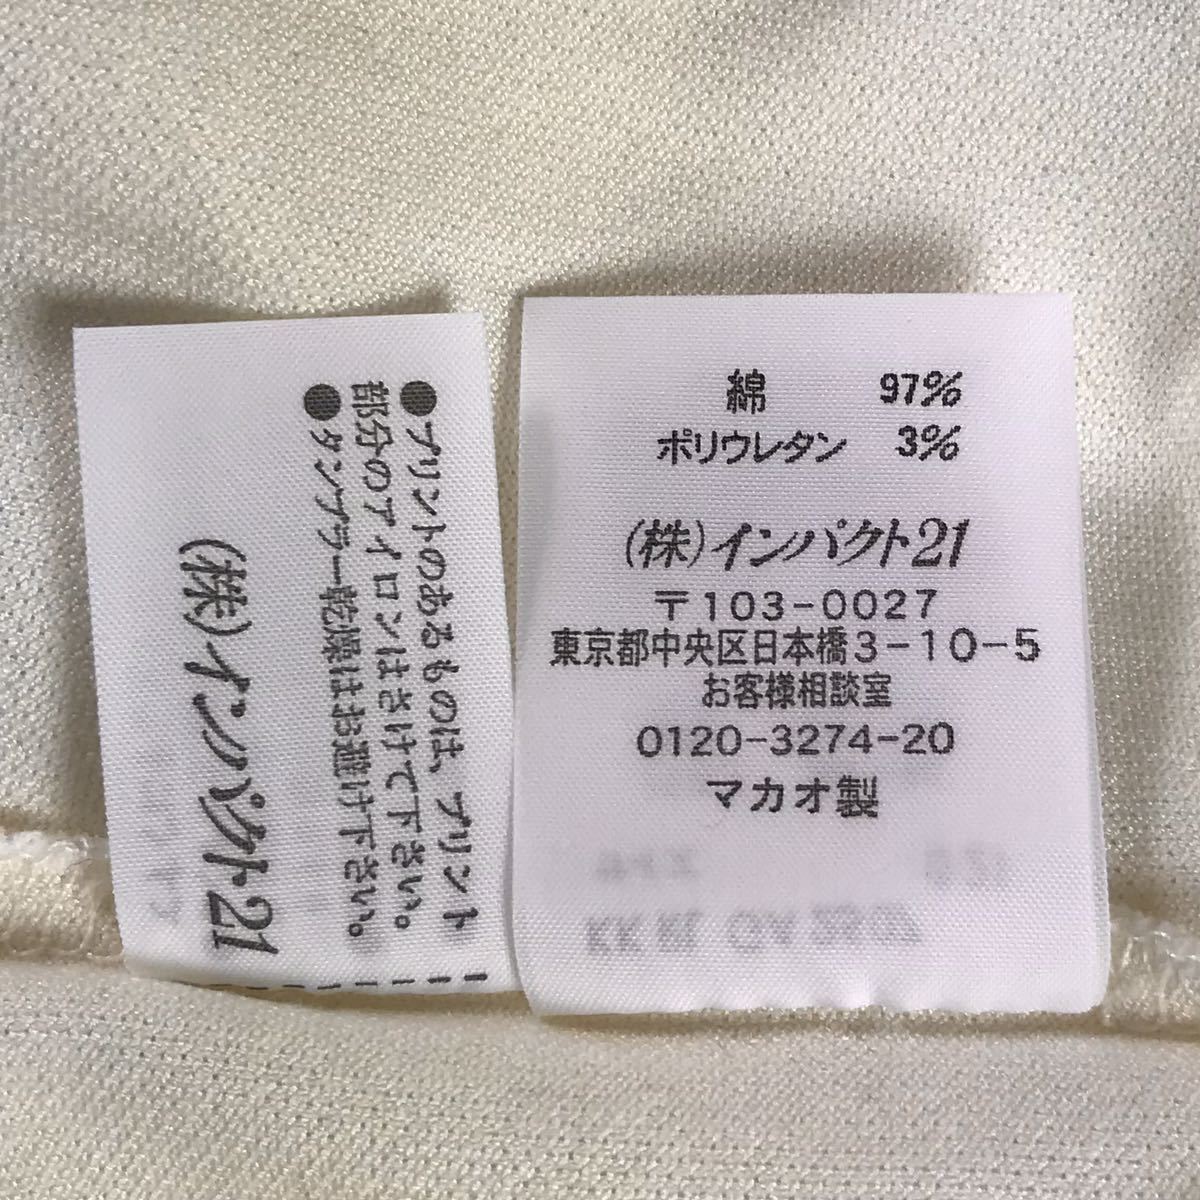 ●プリントのあるものは、プリント
部分のアイロンはさけて下さい。
●タンブラー乾燥はお避け下さい。
(株)インパクト21
綿 97%
ポリウレタン 3%
(株)インパクト21
〒103-0027
東京都中央区日本橋3-10-5
お客様相談室
0120-3274-20
マカオ製